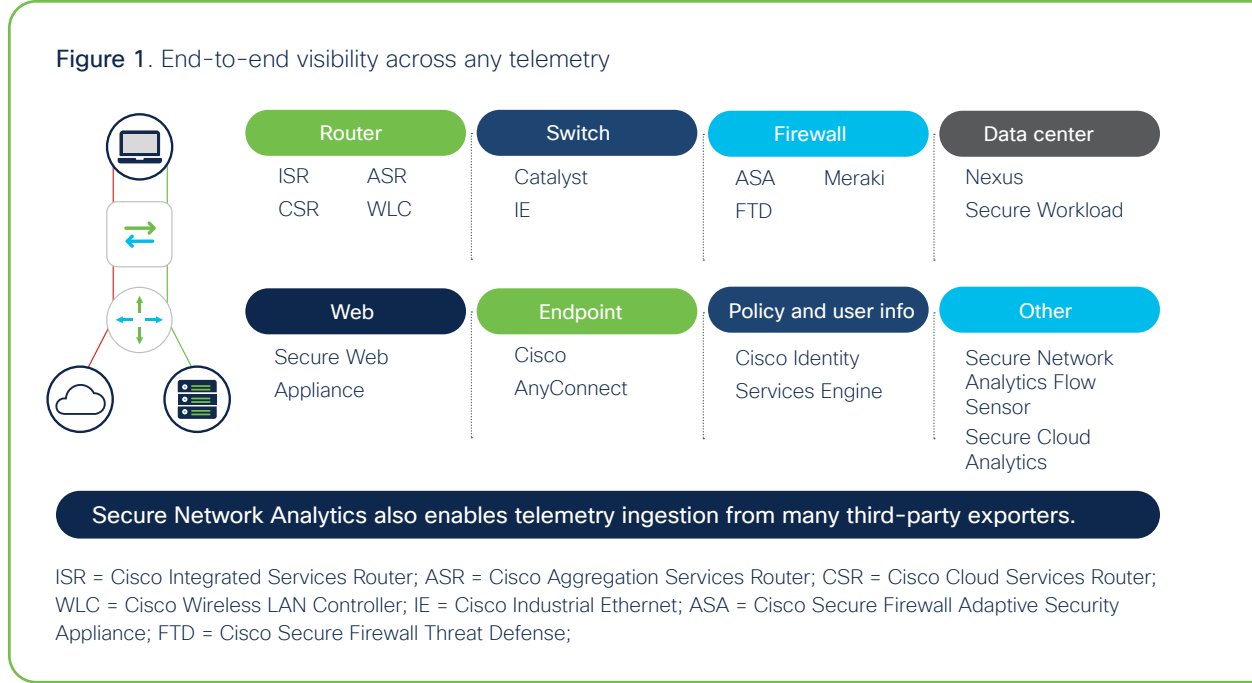 Figure 1. End-to-end visibility across any telemetry
Router
ISR ASR
CSR WLC
Switch
Catalyst
IE
Firewall
ASA Meraki
FTD
Data center
Nexus
Secure Workload
Web
Secure Web
Appliance
Endpoint
Cisco
AnyConnect
Policy and user info
Cisco Identity
Services Engine
Other
Secure Network
Analytics Flow
Sensor
Secure Cloud
Analytics
Secure Network Analytics also enables telemetry ingestion from many third-party exporters.
ISR = Cisco Integrated Services Router; ASR = Cisco Aggregation Services Router; CSR = Cisco Cloud Services Router;
WLC = Cisco Wireless LAN Controller; IE = Cisco Industrial Ethernet; ASA = Cisco Secure Firewall Adaptive Security
Appliance; FTD = Cisco Secure Firewall Threat Defense;